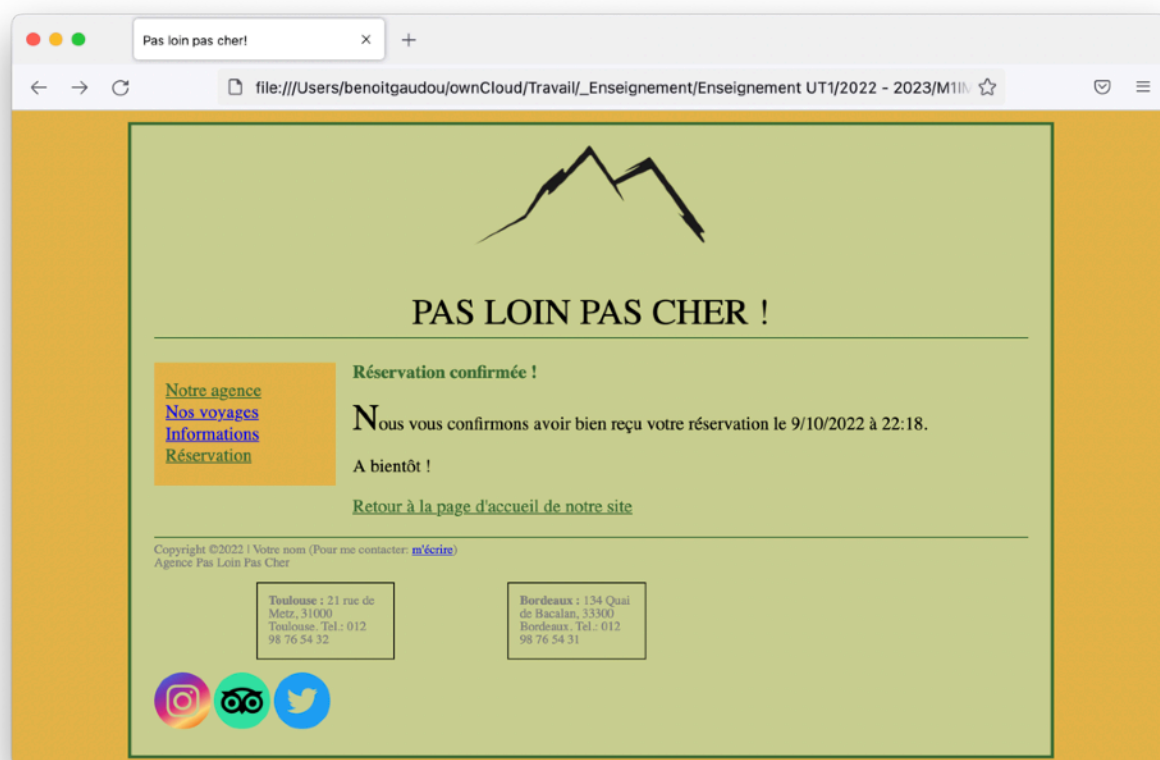 Pas loin pas cher!
file:///Users/benoitgaudou/ownCloud/Travail/_Enseignement/Enseignement UT1/2022 - 2023/M1IM
PAS LOIN PAS CHER !
Notre agence
Nos voyages
Informations
Réservation
Réservation confirmée !
Nous vous confirmons avoir bien reçu votre réservation le 9/10/2022 à 22:18.
A bientôt !
Retour à la page d'accueil de notre site
Copyright ©2022 | Votre nom (Pour me contacter: m'écrire)
Agence Pas Loin Pas Cher
Toulouse : 21 rue de
Metz, 31000
Toulouse. Tel.: 012
98 76 54 32
Bordeaux : 134 Quai
de Bacalan, 33300
Bordeaux. Tel.: 012
98 76 54 31